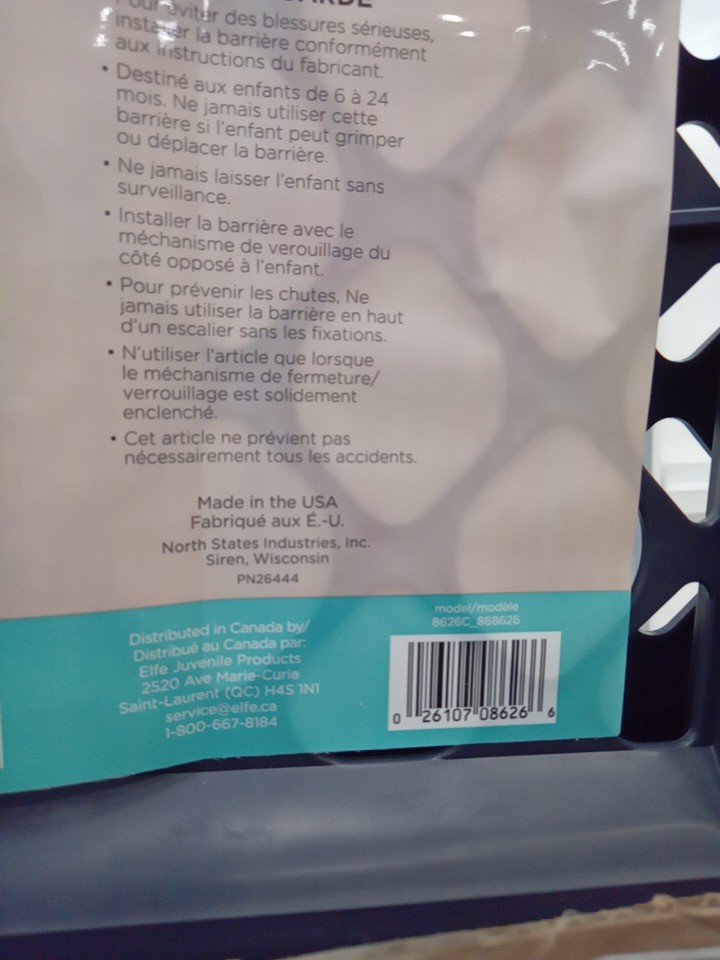 Pour éviter des blessures sérieuses,
installer la barrière conformément
aux instructions du fabricant.
• Destiné aux enfants de 6 à 24
mois. Ne jamais utiliser cette
barrière si l'enfant peut grimper
ou déplacer la barrière.
• Ne jamais laisser l'enfant sans
surveillance.
• Installer la barrière avec le
méchanisme de verouillage du
côté opposé à l'enfant.
• Pour prévenir les chutes, Ne
jamais utiliser la barrière en haut
d'un escalier sans les fixations.
• N'utiliser l'article que lorsque
le méchanisme de fermeture/
verrouillage est solidement
enclenché.
• Cet article ne prévient pas
nécessairement tous les accidents.
Made in the USA
Fabriqué aux É.-U.
North States Industries, Inc.
Siren, Wisconsin
PN26444
Distributed in Canada by/
Distribué au Canada par:
Elfe Juvenile Products
2520 Ave Marie-Curie
Saint-Laurent (QC) H4S 1N1
service@elfe.ca
1-800-667-8184
model/modèle
8626C_868626
0 26107 08626 6